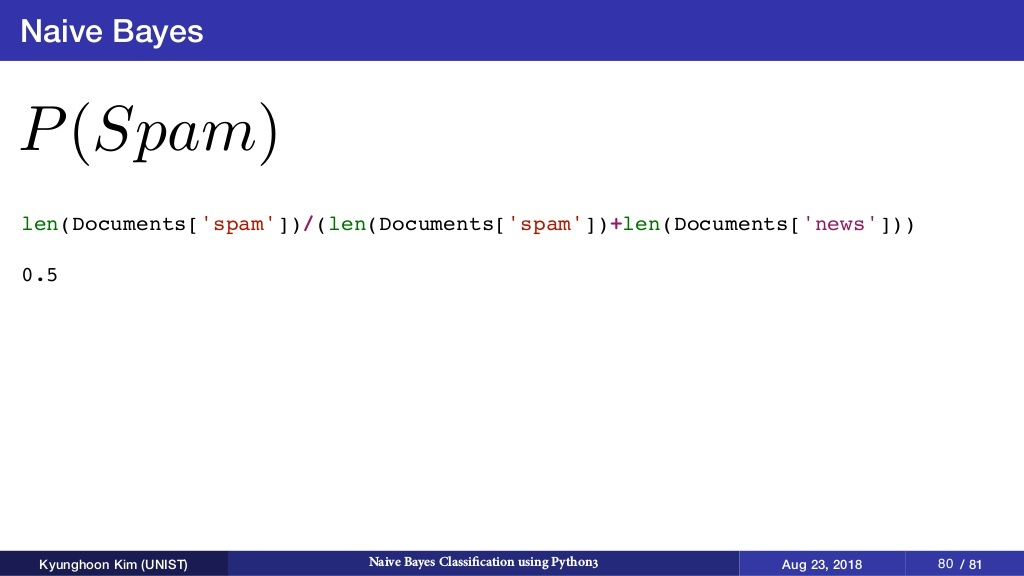 Naive Bayes
P(Spam)
len(Documents['spam'])/(len(Documents['spam'])+len(Documents['news']))
0.5
Kyunghoon Kim (UNIST) Naive Bayes Classification using Python3 Aug 23, 2018 80 / 81